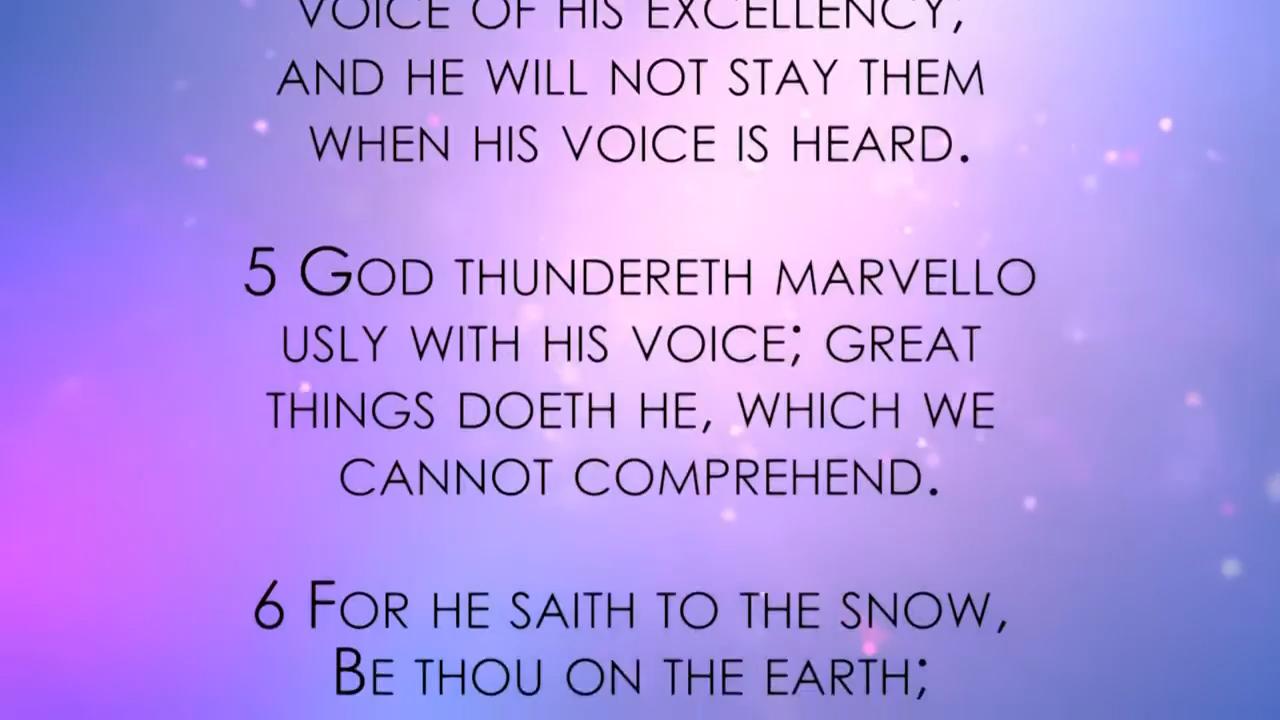 VOICE OF HIS EXCELLENCY;
AND HE WILL NOT STAY THEM
WHEN HIS VOICE IS HEARD.
5 GOD THUNDERETH MARVELLO
USLY WITH HIS VOICE; GREAT
THINGS DOETH HE, WHICH WE
CANNOT COMPREHEND.
6 FOR HE SAITH TO THE SNOW,
BE THOU ON THE EARTH;